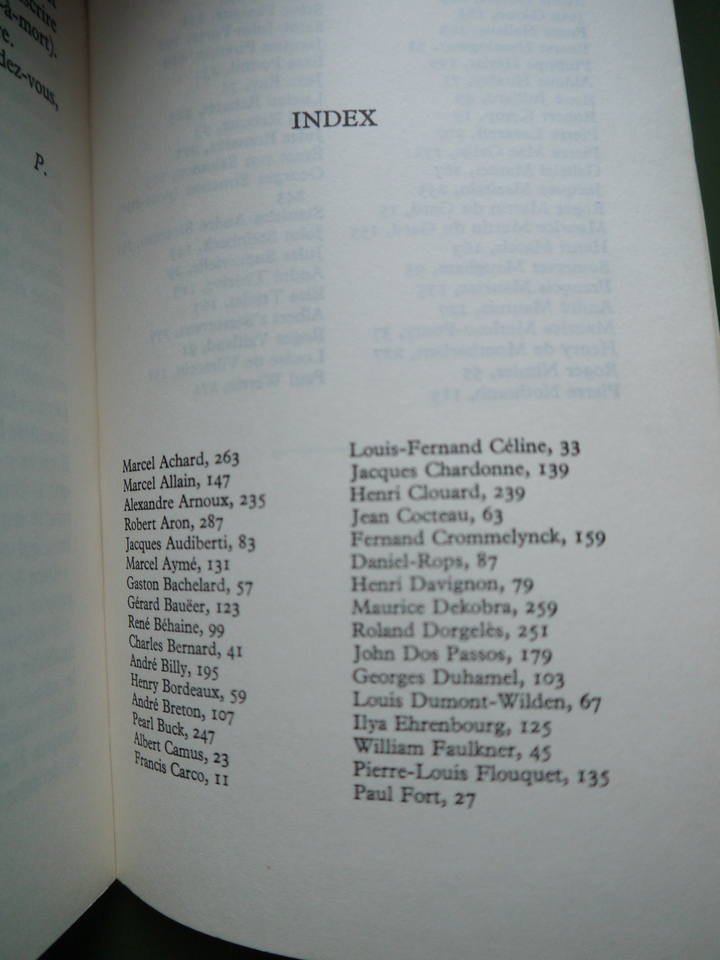 scrire
-à-mort).
re.
dez-vous,
P.
INDEX
Marcel Achard, 263
Marcel Allain, 147
Alexandre Arnoux, 235
Robert Aron, 287
Jacques Audiberti, 83
Marcel Aymé, 131
Gaston Bachelard, 57
Gérard Bauëer, 123
René Béhaine, 99
Charles Bernard, 41
André Billy, 195
Henry Bordeaux, 59
André Breton, 107
Pearl Buck, 247
Albert Camus, 23
Francis Carco, 11
Louis-Fernand Céline, 33
Jacques Chardonne, 139
Henri Clouard, 239
Jean Cocteau, 63
Fernand Crommelynck, 159
Daniel-Rops, 87
Henri Davignon, 79
Maurice Dekobra, 259
Roland Dorgelès, 251
John Dos Passos, 179
Georges Duhamel, 103
Louis Dumont-Wilden, 67
Ilya Ehrenbourg, 125
William Faulkner, 45
Pierre-Louis Flouquet, 135
Paul Fort, 27